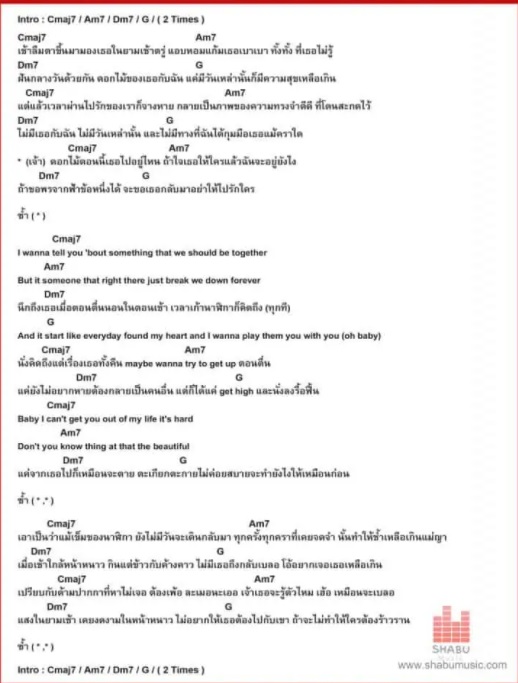 Intro : Cmaj7 / Am7 / Dm7 / G / ( 2 Times )
Cmaj7 Am7
เช้าลืมตาขึ้นมามองเธอในยามเช้าตรู่ แอบหอมแก้มเธอเบาเบา ทั้งทั้ง ที่เธอไม่รู้
Dm7 G
ฝันกลางวันด้วยกัน ดอกไม้ของเธอกับฉัน แค่มีวันเหล่านั้นก็มีความสุขเหลือเกิน
Cmaj7 Am7
แต่แล้วเวลาผ่านไปรักของเราก็จางหาย กลายเป็นภาพของความทรงจำดีดี ที่โดนสะกดไว้
Dm7 G
ไม่มีเธอกับฉัน ไม่มีวันเหล่านั้น และไม่มีทางที่ฉันได้กุมมือเธอแม้คราใด
Cmaj7 Am7
* (เจ้า) ดอกไม้ตอนนี้เธอไปอยู่ไหน ถ้าใจเธอให้ใครแล้วฉันจะอยู่ยังไง
Dm7 G
ถ้าขอพรจากฟ้าข้อหนึ่งได้ จะขอเธอกลับมาอย่าให้ไปรักใคร
ซ้ำ ( * )
Cmaj7
I wanna tell you 'bout something that we should be together
Am7
But it someone that right there just break we down forever
Dm7
นึกถึงเธอเมื่อตอนตื่นนอนในตอนเช้า เวลาเก้านาฬิกาก็คิดถึง (ทุกที)
G
And it start like everyday found my heart and I wanna play them you with you (oh baby)
Cmaj7 Am7
นั่งคิดถึงแต่เรื่องเธอทั้งคืน maybe wanna try to get up ตอนตื่น
Dm7 G
แค่ยังไม่อยากหายต้องกลายเป็นคนอื่น แต่ก็ได้แค่ get high และนั่งลงรื้อฟื้น
Cmaj7
Baby I can't get you out of my life it's hard
Am7
Don't you know thing at that the beautiful
Dm7 G
แค่จากเธอไปก็เหมือนจะตาย ตะเกียกตะกายไม่ค่อยสบายจะทำยังไงให้เหมือนก่อน
ซ้ำ ( * ,* )
Cmaj7 Am7
เอาเป็นว่าแม้เข็มของนาฬิกา ยังไม่มีวันจะเดินกลับมา ทุกครั้งทุกคราที่เคยจดจำ นั้นทำให้ช้ำเหลือเกินแม่ญา
Dm7 G
เมื่อเข้าใกล้หน้าหนาว กินแต่ข้าวกับค้างคาว ไม่มีเธอถึงกลับเบลอ โอ้อยากเจอเธอเหลือเกิน
Cmaj7 Am7
เปรียบกับด้ามปากกาที่หาไม่เจอ ต้องเพ้อ ละเมอนะเออ เจ้าเธอจะรู้ตัวไหม เฮ้อ เหมือนจะเบลอ
Dm7 G
แสงในยามเช้า เคยงดงามในหน้าหนาว ไม่อยากให้เธอต้องไปกับเขา ถ้าจะไม่ทำให้ใครต้องร้าวราน
ซ้ำ ( * ,* )
Intro : Cmaj7 / Am7 / Dm7 / G / ( 2 Times )
SHABU
www.shabumusic.com